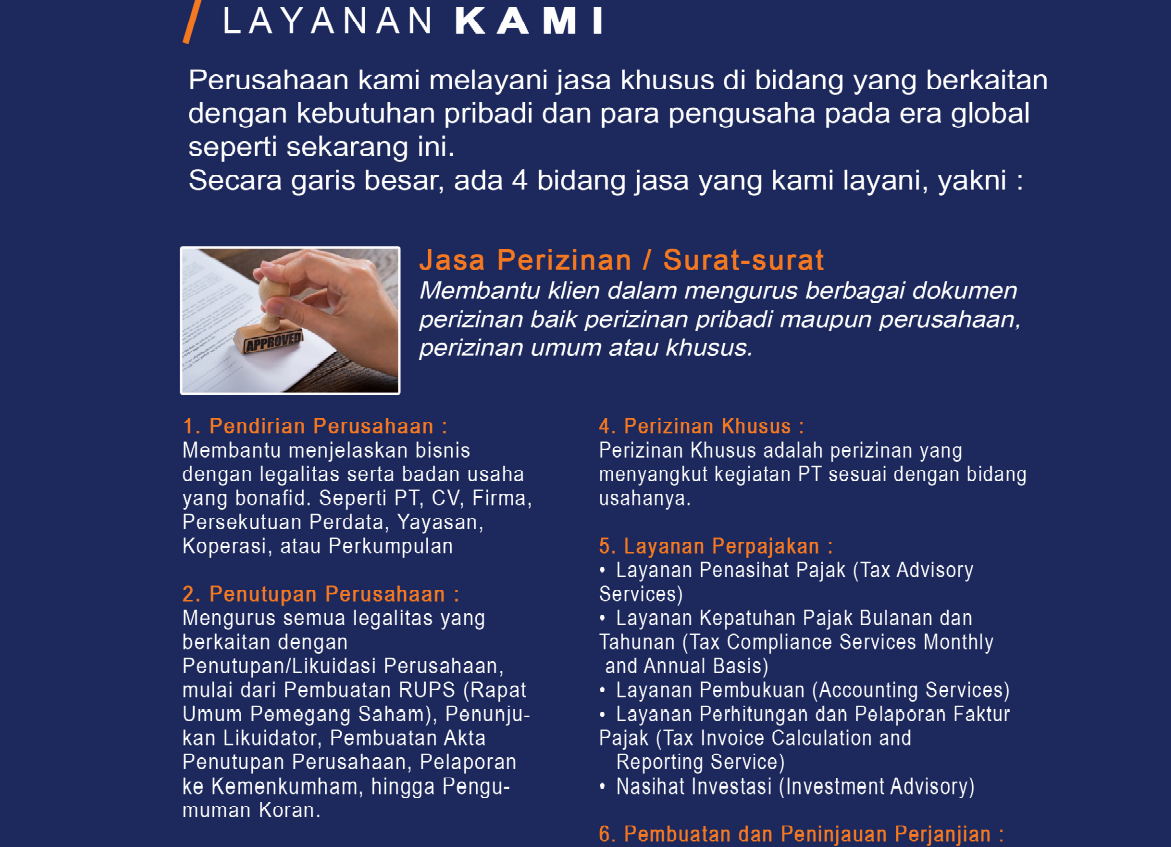 LAYANAN KAMI
Perusahaan kami melayani jasa khusus di bidang yang berkaitan
dengan kebutuhan pribadi dan para pengusaha pada era global
seperti sekarang ini.
Secara garis besar, ada 4 bidang jasa yang kami layani, yakni :
Jasa Perizinan / Surat-surat
Membantu klien dalam mengurus berbagai dokumen
perizinan baik perizinan pribadi maupun perusahaan,
perizinan umum atau khusus.
APPROVED
1. Pendirian Perusahaan :
Membantu menjelaskan bisnis
dengan legalitas serta badan usaha
yang bonafid. Seperti PT, CV, Firma,
Persekutuan Perdata, Yayasan,
Koperasi, atau Perkumpulan
2. Penutupan Perusahaan :
Mengurus semua legalitas yang
berkaitan dengan
Penutupan/Likuidasi Perusahaan,
mulai dari Pembuatan RUPS (Rapat
Umum Pemegang Saham), Penunju-
kan Likuidator, Pembuatan Akta
Penutupan Perusahaan, Pelaporan
ke Kemenkumham, hingga Pengu-
muman Koran.
4. Perizinan Khusus :
Perizinan Khusus adalah perizinan yang
menyangkut kegiatan PT sesuai dengan bidang
usahanya.
5. Layanan Perpajakan :
• Layanan Penasihat Pajak (Tax Advisory
Services)
• Layanan Kepatuhan Pajak Bulanan dan
Tahunan (Tax Compliance Services Monthly
and Annual Basis)
• Layanan Pembukuan (Accounting Services)
• Layanan Perhitungan dan Pelaporan Faktur
Pajak (Tax Invoice Calculation and
Reporting Service)
• Nasihat Investasi (Investment Advisory)
6. Pembuatan dan Peninjauan Perjanjian :